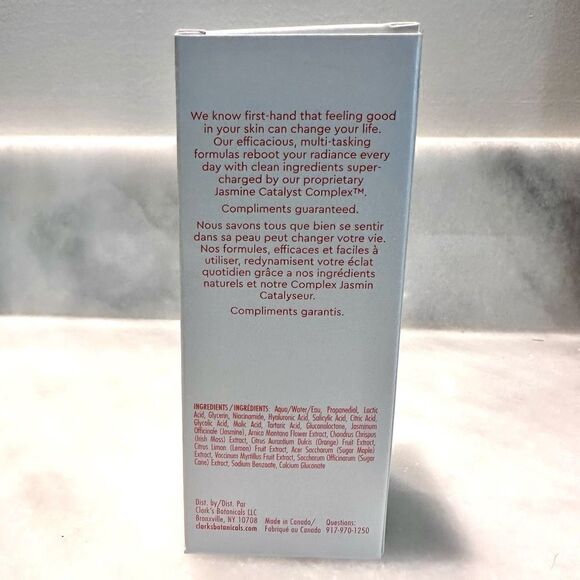 We know first-hand that feeling good
in your skin can change your life.
Our efficacious, multi-tasking
formulas reboot your radiance every
day with clean ingredients super-
charged by our proprietary
Jasmine Catalyst Complex™.
Compliments guaranteed.
Nous savons tous que bien se sentir
dans sa peau peut changer votre vie.
Nos formules, efficaces et faciles à
utiliser, redynamisent votre éclat
quotidien grâce a nos ingrédients
naturels et notre Complex Jasmin
Catalyseur.
Compliments garantis.
INGREDIENTS/INGRÉDIENTS: Aqua/Water/Eau, Propanediol, Lactic
Acid, Glycerin, Niacinamide, Hyaluronic Acid, Salicylic Acid, Citric Acid,
Glycolic Acid, Malic Acid, Tartaric Acid, Gluconolactone, Jasminum
Officinale (Jasmine), Arnica Montana Flower Extract, Chondrus Chrispus
(Irish Moss) Extract, Citrus Aurantium Dulcis (Orange) Fruit Extract,
Citrus Limon (Lemon) Fruit Extract, Acer Saccharum (Sugar Maple)
Extract, Vaccinum Myrtillus Fruit Extract, Saccharum Officinarum (Sugar
Cane) Extract, Sodium Benzoate, Calcium Gluconate
Dist. by/Dist. Par
Clark's Botanicals LLC
Bronxville, NY 10708 Made in Canada/ Questions:
clarksbotanicals.com Fabriqué au Canada 917-970-1250